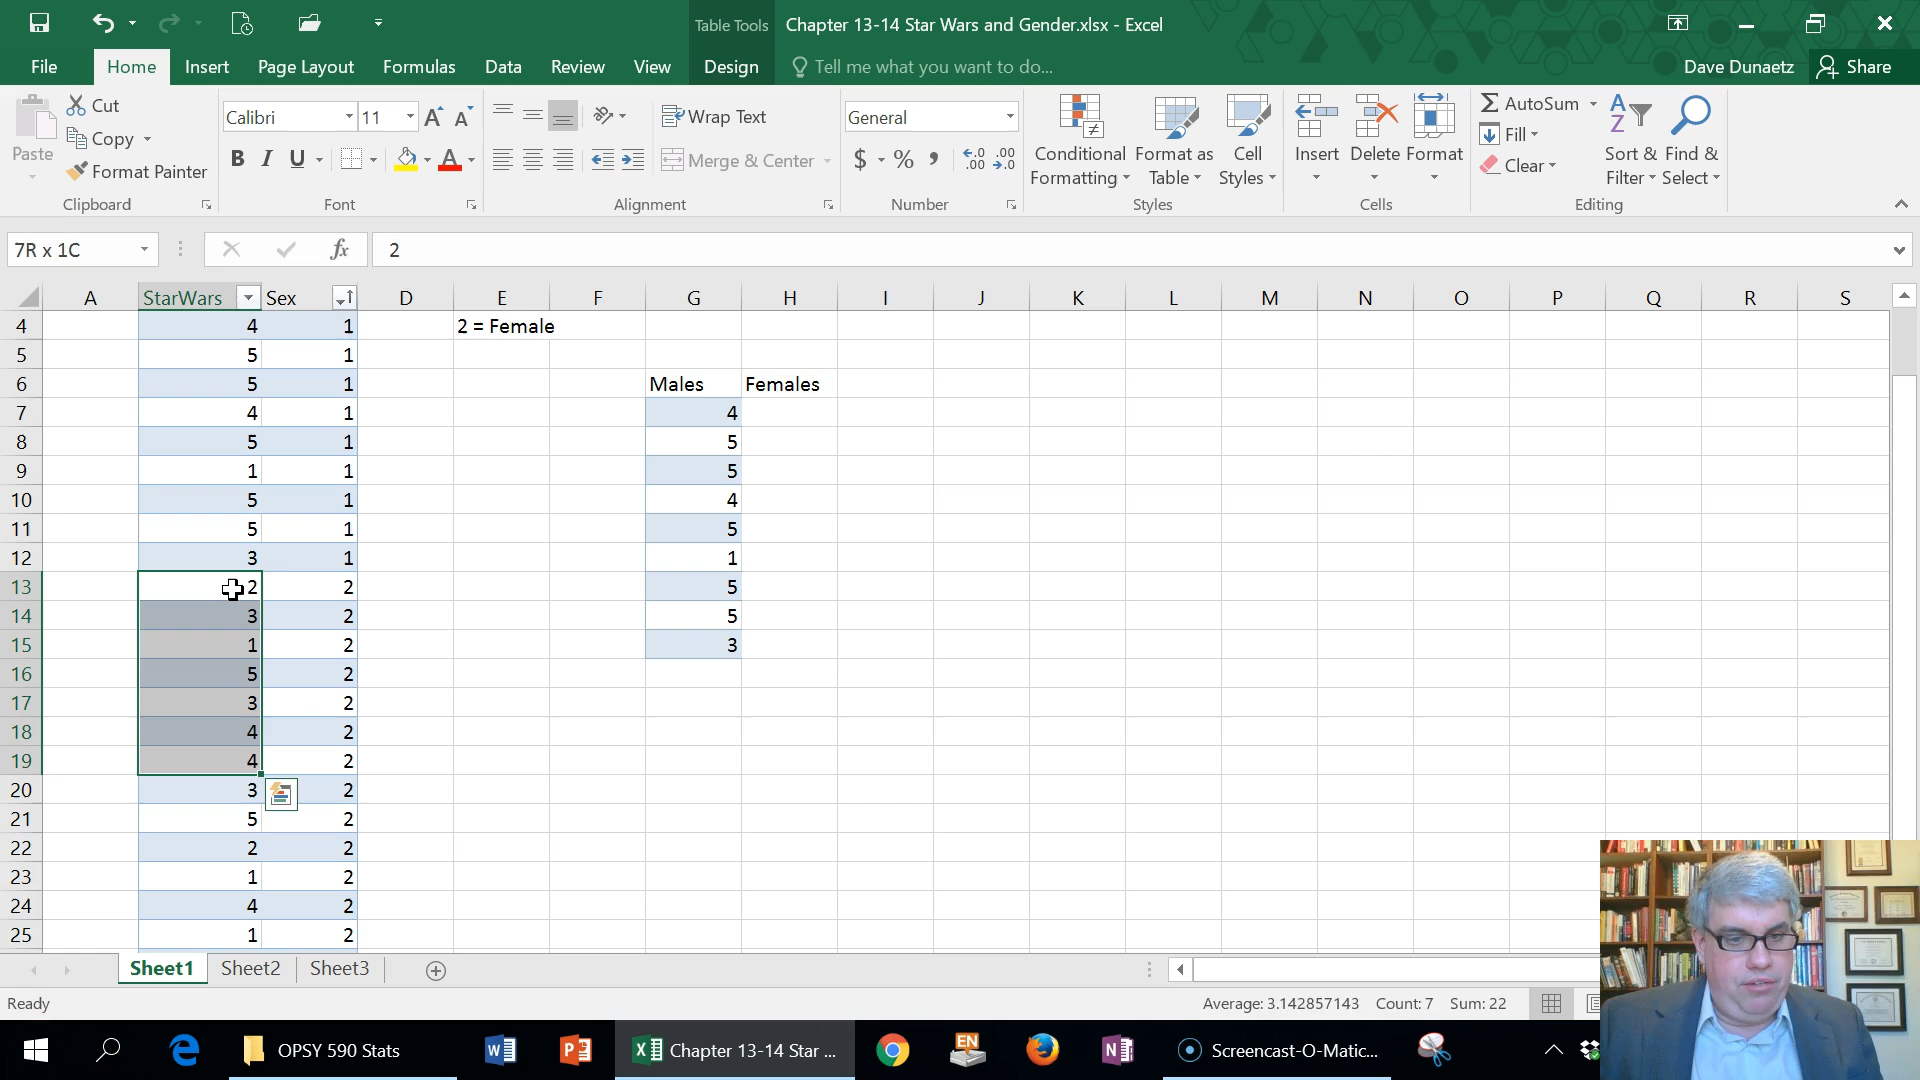 Table Tools
Chapter 13-14 Star Wars and Gender.xlsx - Excel
File Home Insert Page Layout Formulas Data Review View Design Tell me what you want to do...
Dave Dunaetz Share
Paste
Cut
Copy
Format Painter
Clipboard
Calibri 11
B I U
Font
Wrap Text
Merge & Center
Alignment
General
$ % ,
Number
Conditional Formatting
Format as Table
Cell Styles
Styles
Insert Delete Format
Cells
AutoSum
Fill
Clear
Sort & Filter
Find & Select
Editing
7R x 1C fx 2
A StarWars Sex D E F G H I J K L M N O P Q R S
4 4 1 2 = Female
5 5 1
6 5 1 Males Females
7 4 1 4
8 5 1 5
9 1 1 5
10 5 1 4
11 5 1 5
12 3 1 1
13 2 2 5
14 3 2 5
15 1 2 3
16 5 2
17 3 2
18 4 2
19 4 2
20 3 2
21 5 2
22 2 2
23 1 2
24 4 2
25 1 2
Sheet1 Sheet2 Sheet3
Ready
Average: 3.142857143 Count: 7 Sum: 22
OPSY 590 Stats
Chapter 13-14 Star ...
EN
Screencast-O-Matic...